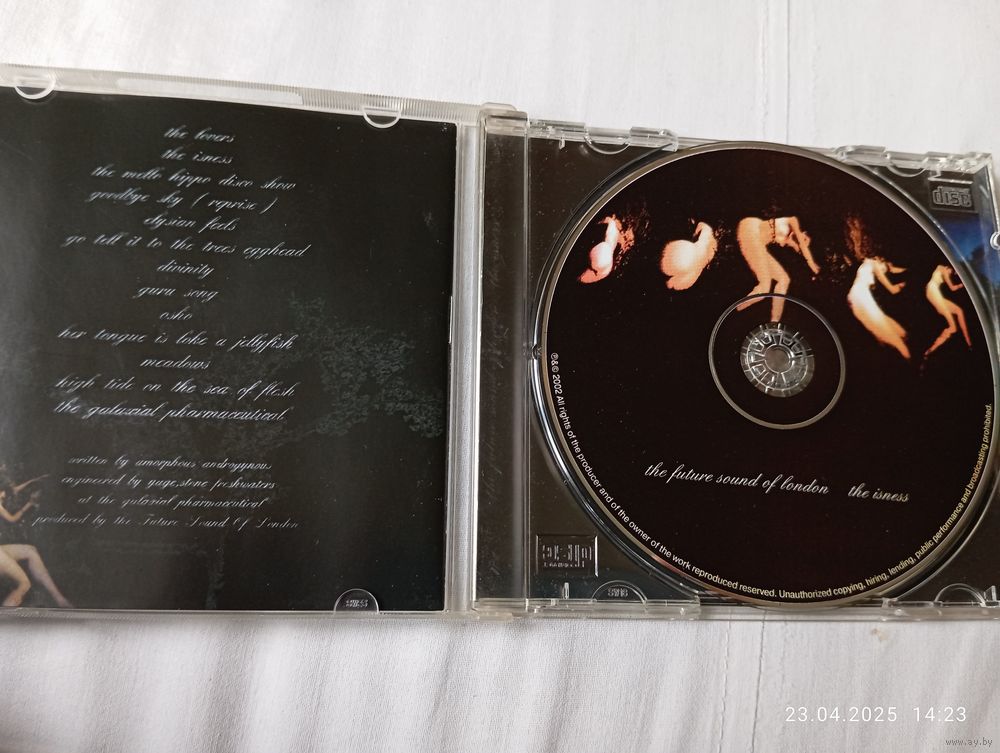 the lovers
the isness
the mello hippo disco show
goodbye sky ( reprise )
elysian feels
go tell it to the trees egghead
divinity
guru song
osho
her tongue is like a jellyfish
meadows
high tide on the sea of flesh
the galaxial pharmaceutical
written by amorphous androgynous
engineered by yage.stone freshwaters
at the galaxial pharmaceutical
produced by the Future Sound Of London
disc
the future sound of london the isness
℗&© 2002 All rights of the producer and of the owner of the work reproduced reserved. Unauthorized copying, hiring, lending, public performance and broadcasting prohibited.
23.04.2025 14:23
www.ay.by